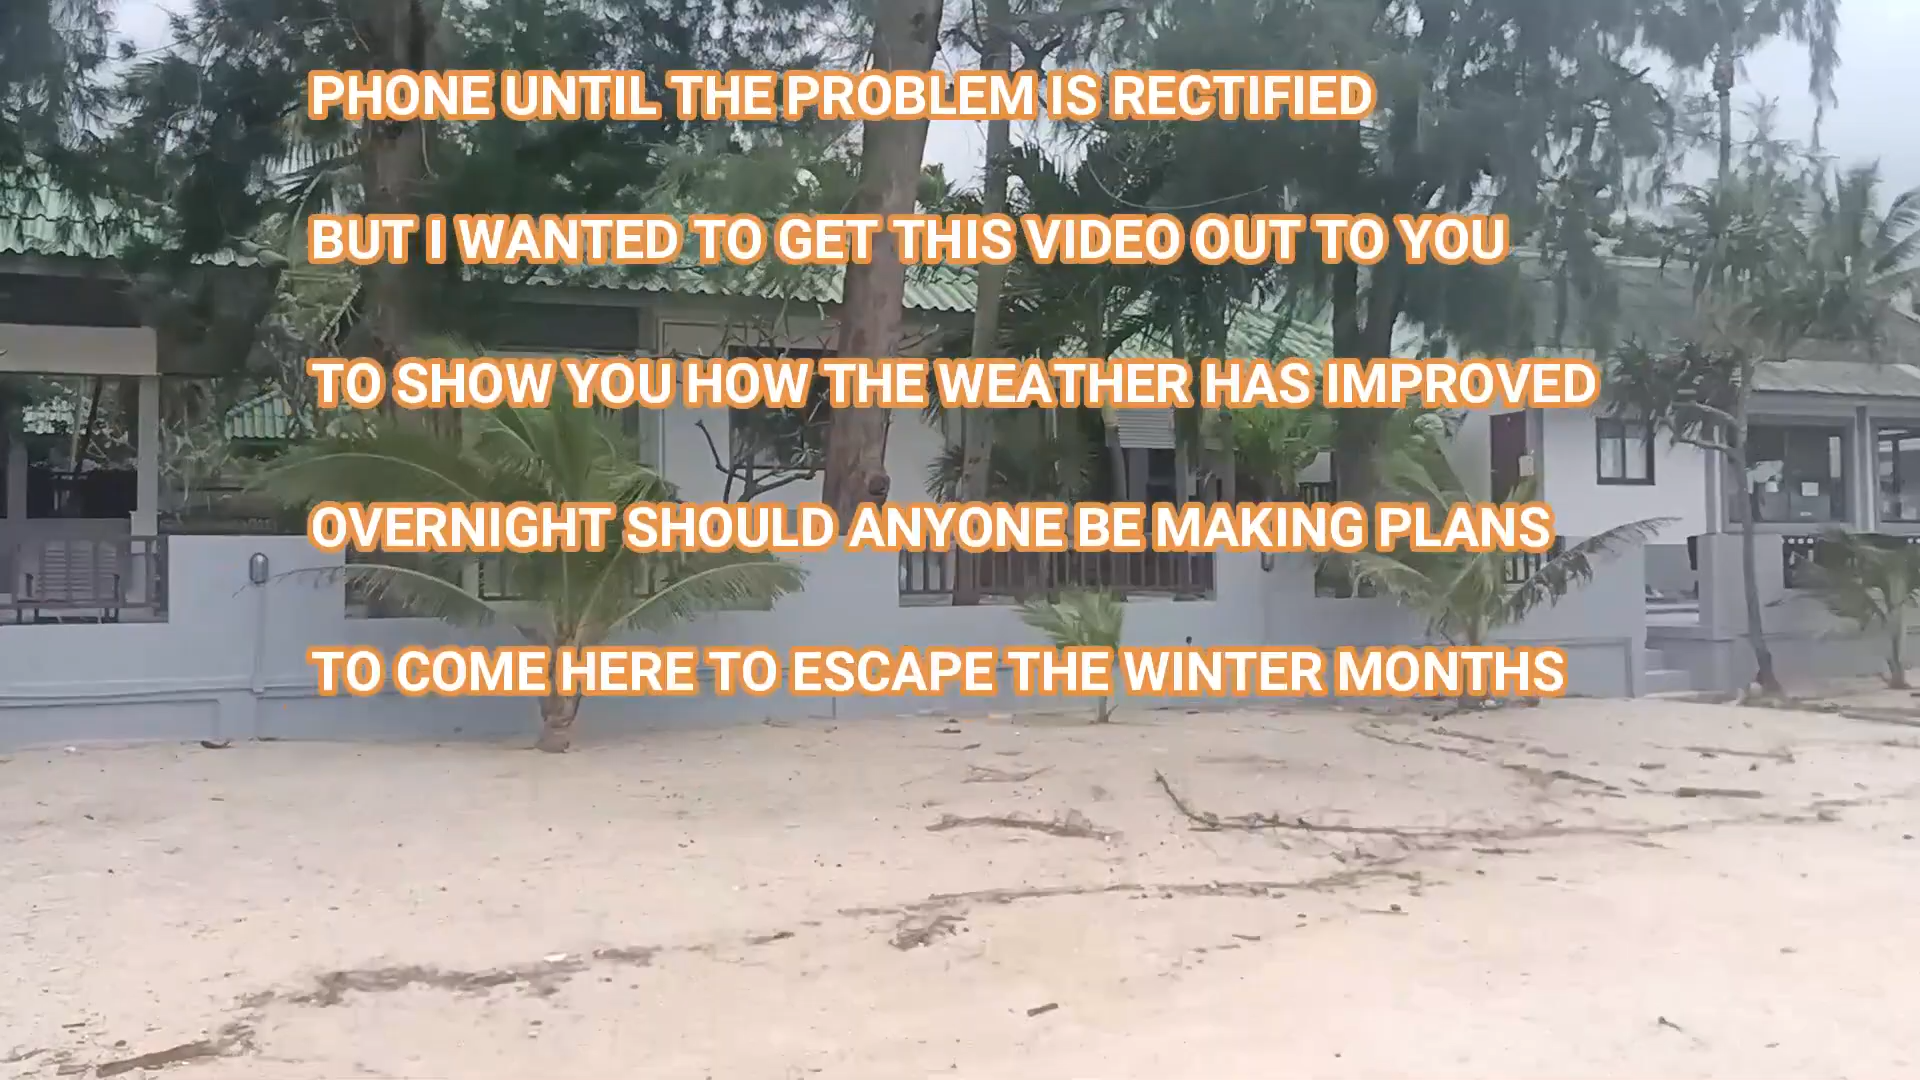 PHONE UNTIL THE PROBLEM IS RECTIFIED
BUT I WANTED TO GET THIS VIDEO OUT TO YOU
TO SHOW YOU HOW THE WEATHER HAS IMPROVED
OVERNIGHT SHOULD ANYONE BE MAKING PLANS
TO COME HERE TO ESCAPE THE WINTER MONTHS